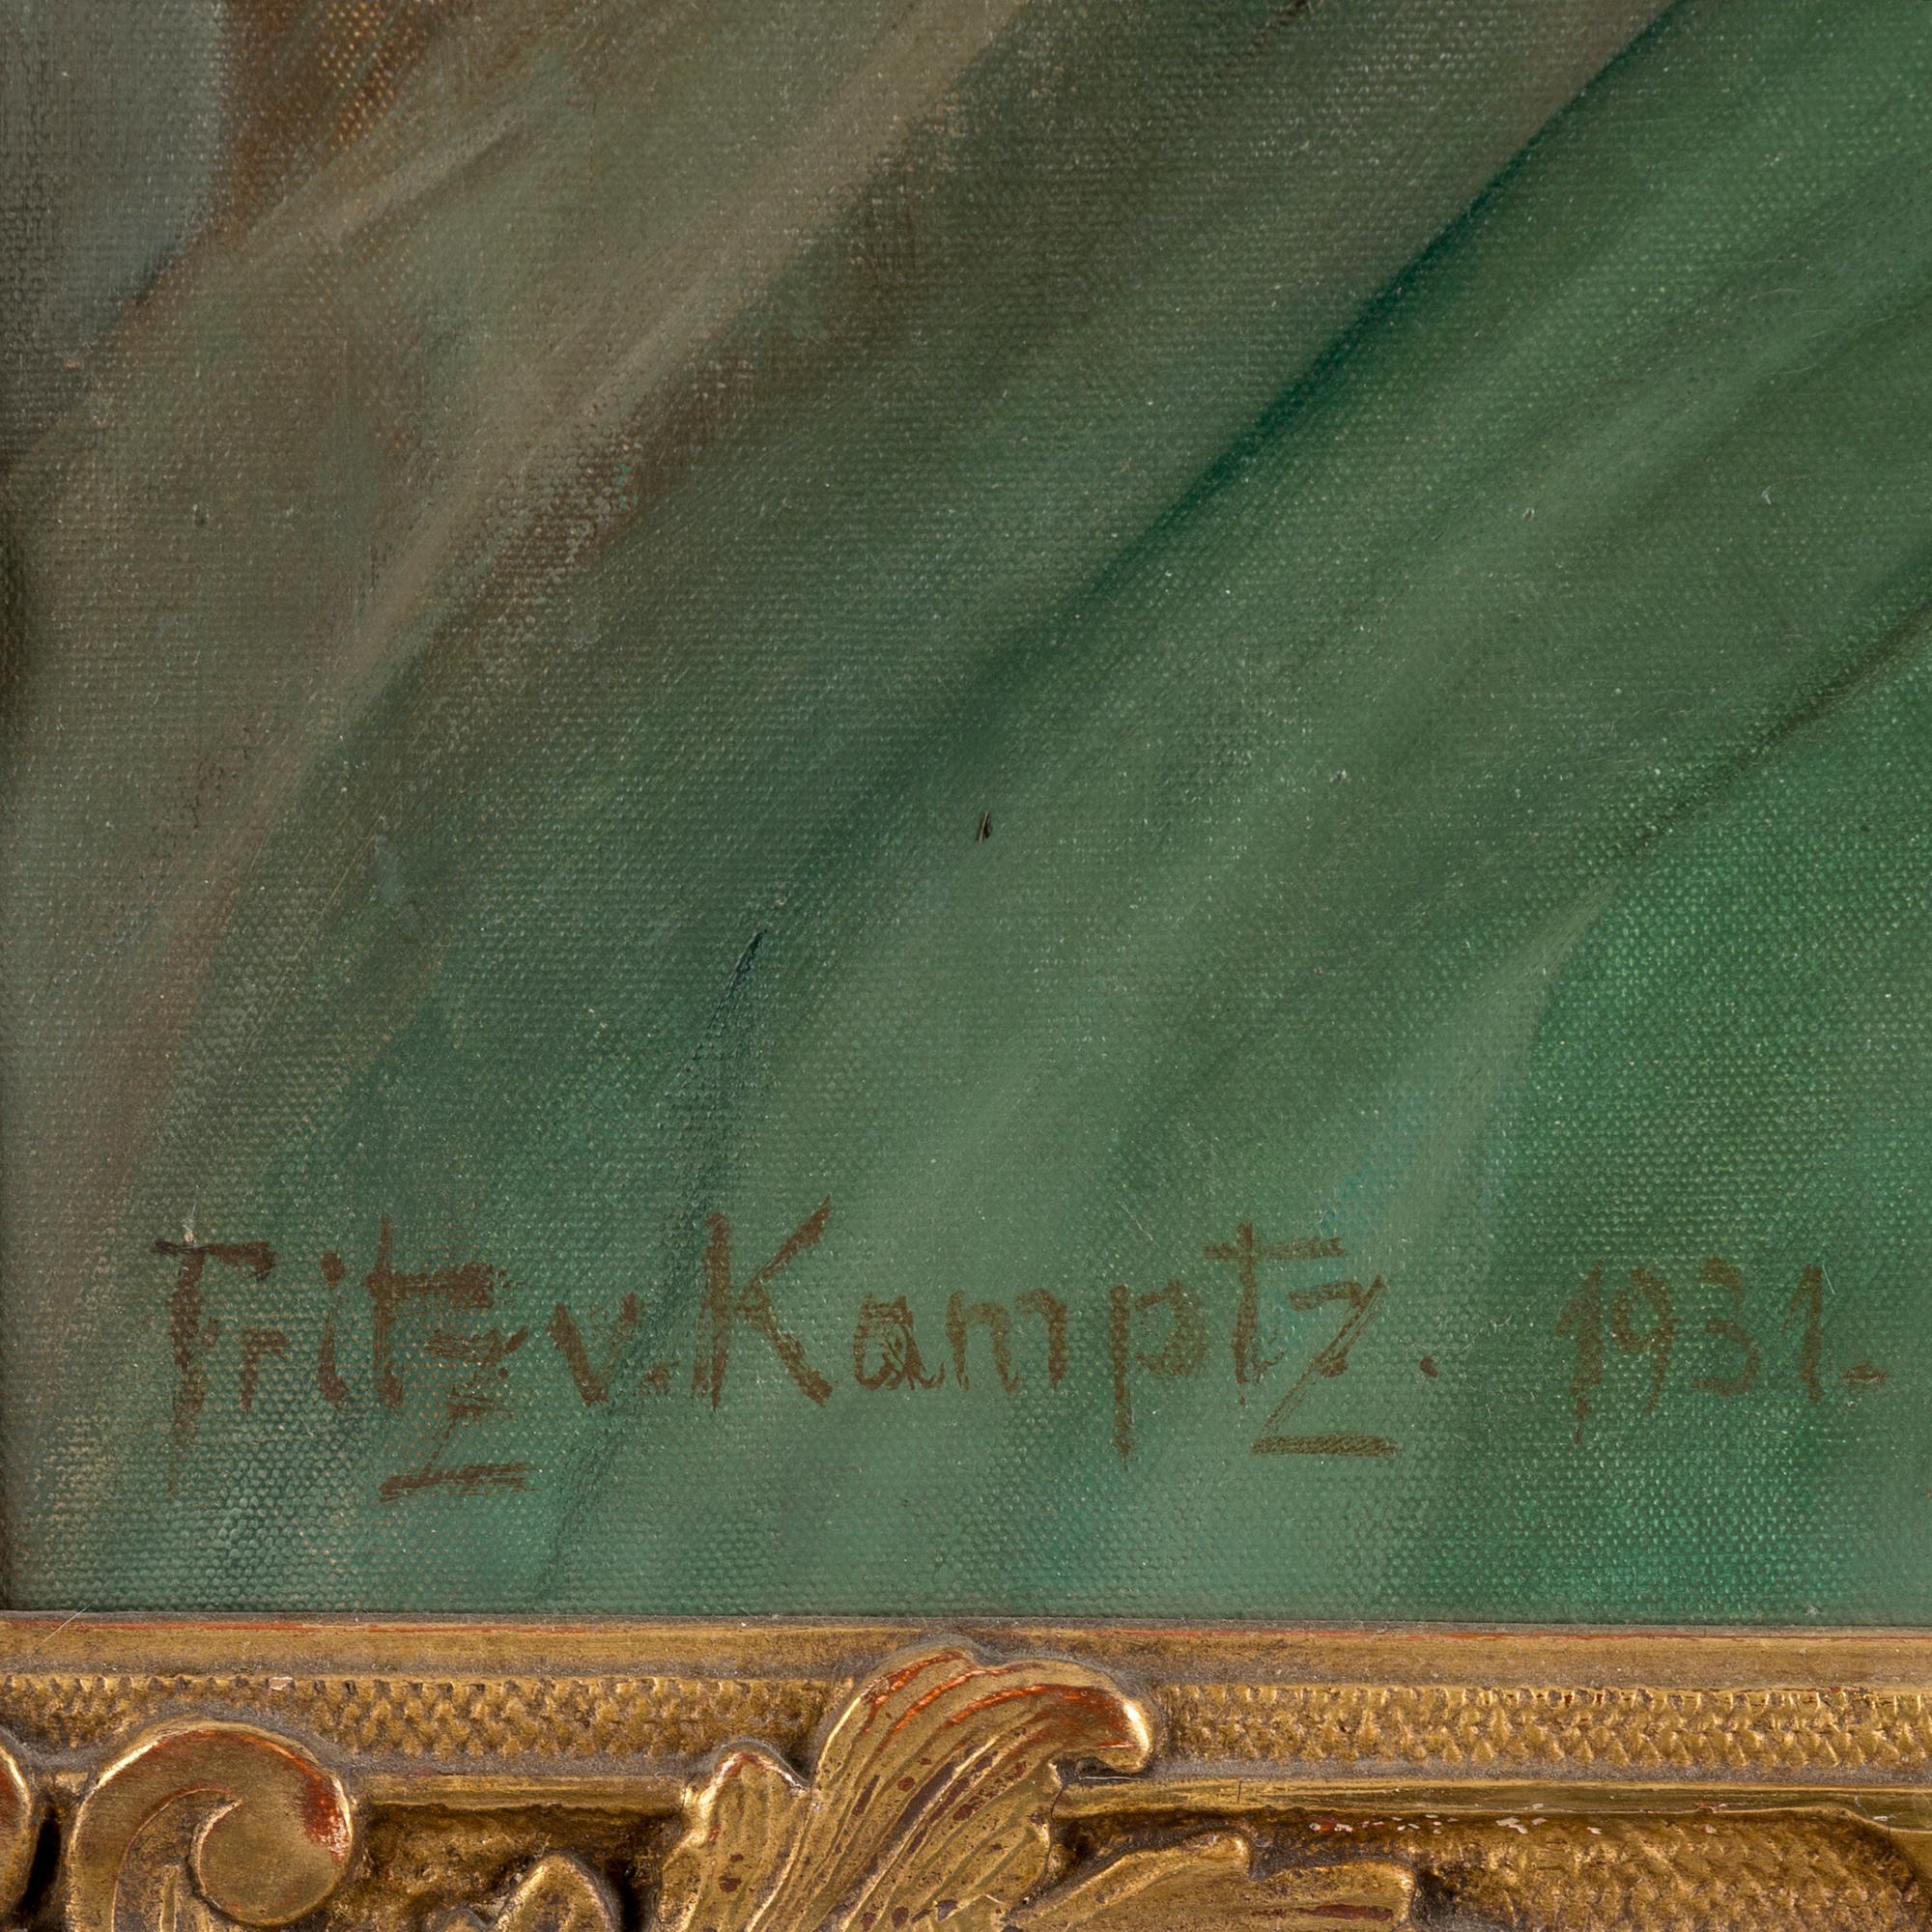 Fritz v. Kamptz. 1931.